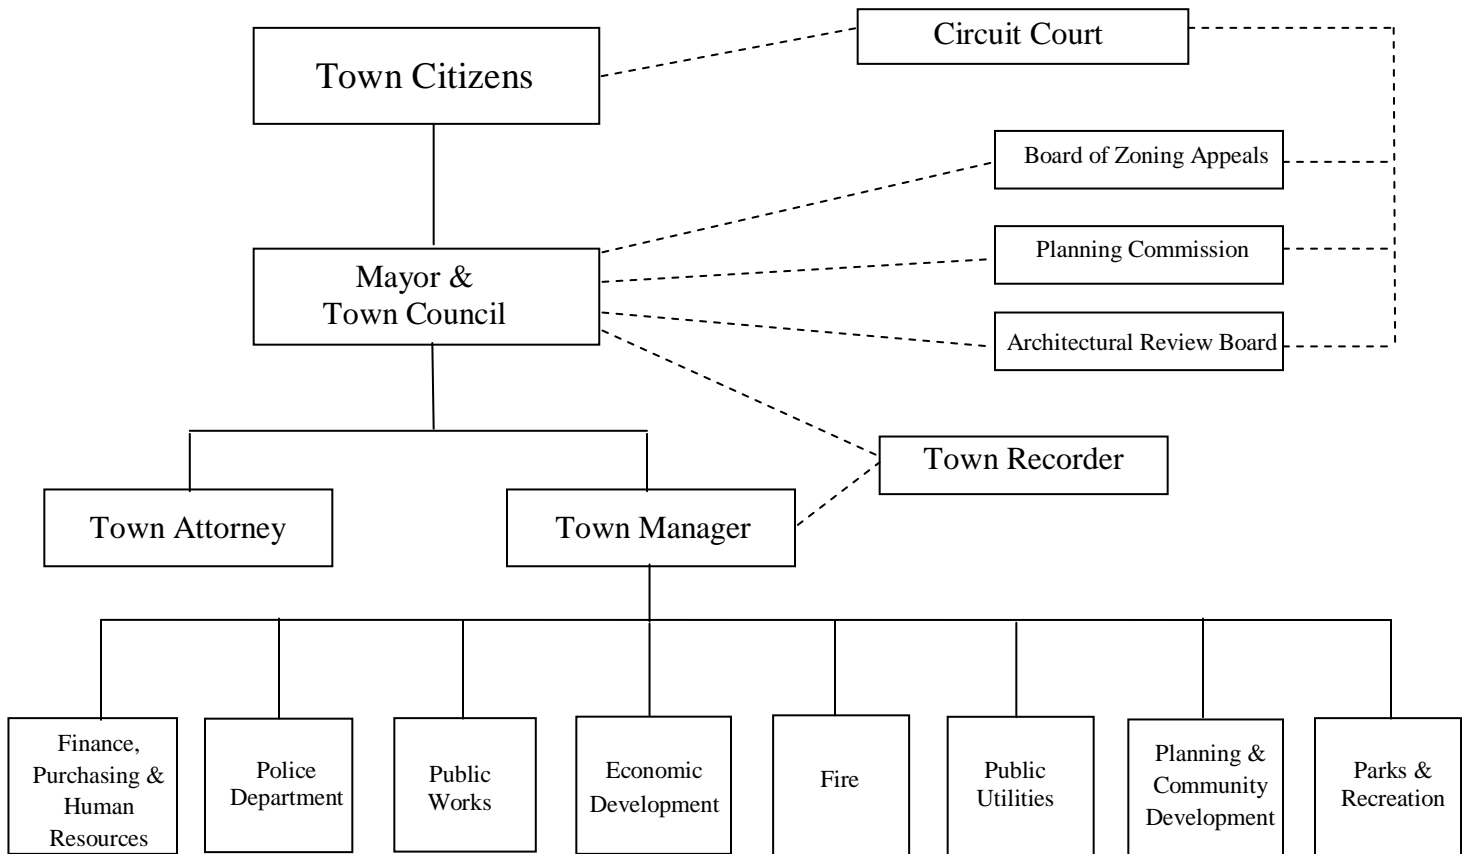 Town Citizens
Circuit Court
Board of Zoning Appeals
Planning Commission
Architectural Review Board
Mayor &
Town Council
Town Recorder
Town Attorney
Town Manager
Finance,
Purchasing &
Human
Resources
Police
Department
Public
Works
Economic
Development
Fire
Public
Utilities
Planning &
Community
Development
Parks &
Recreation